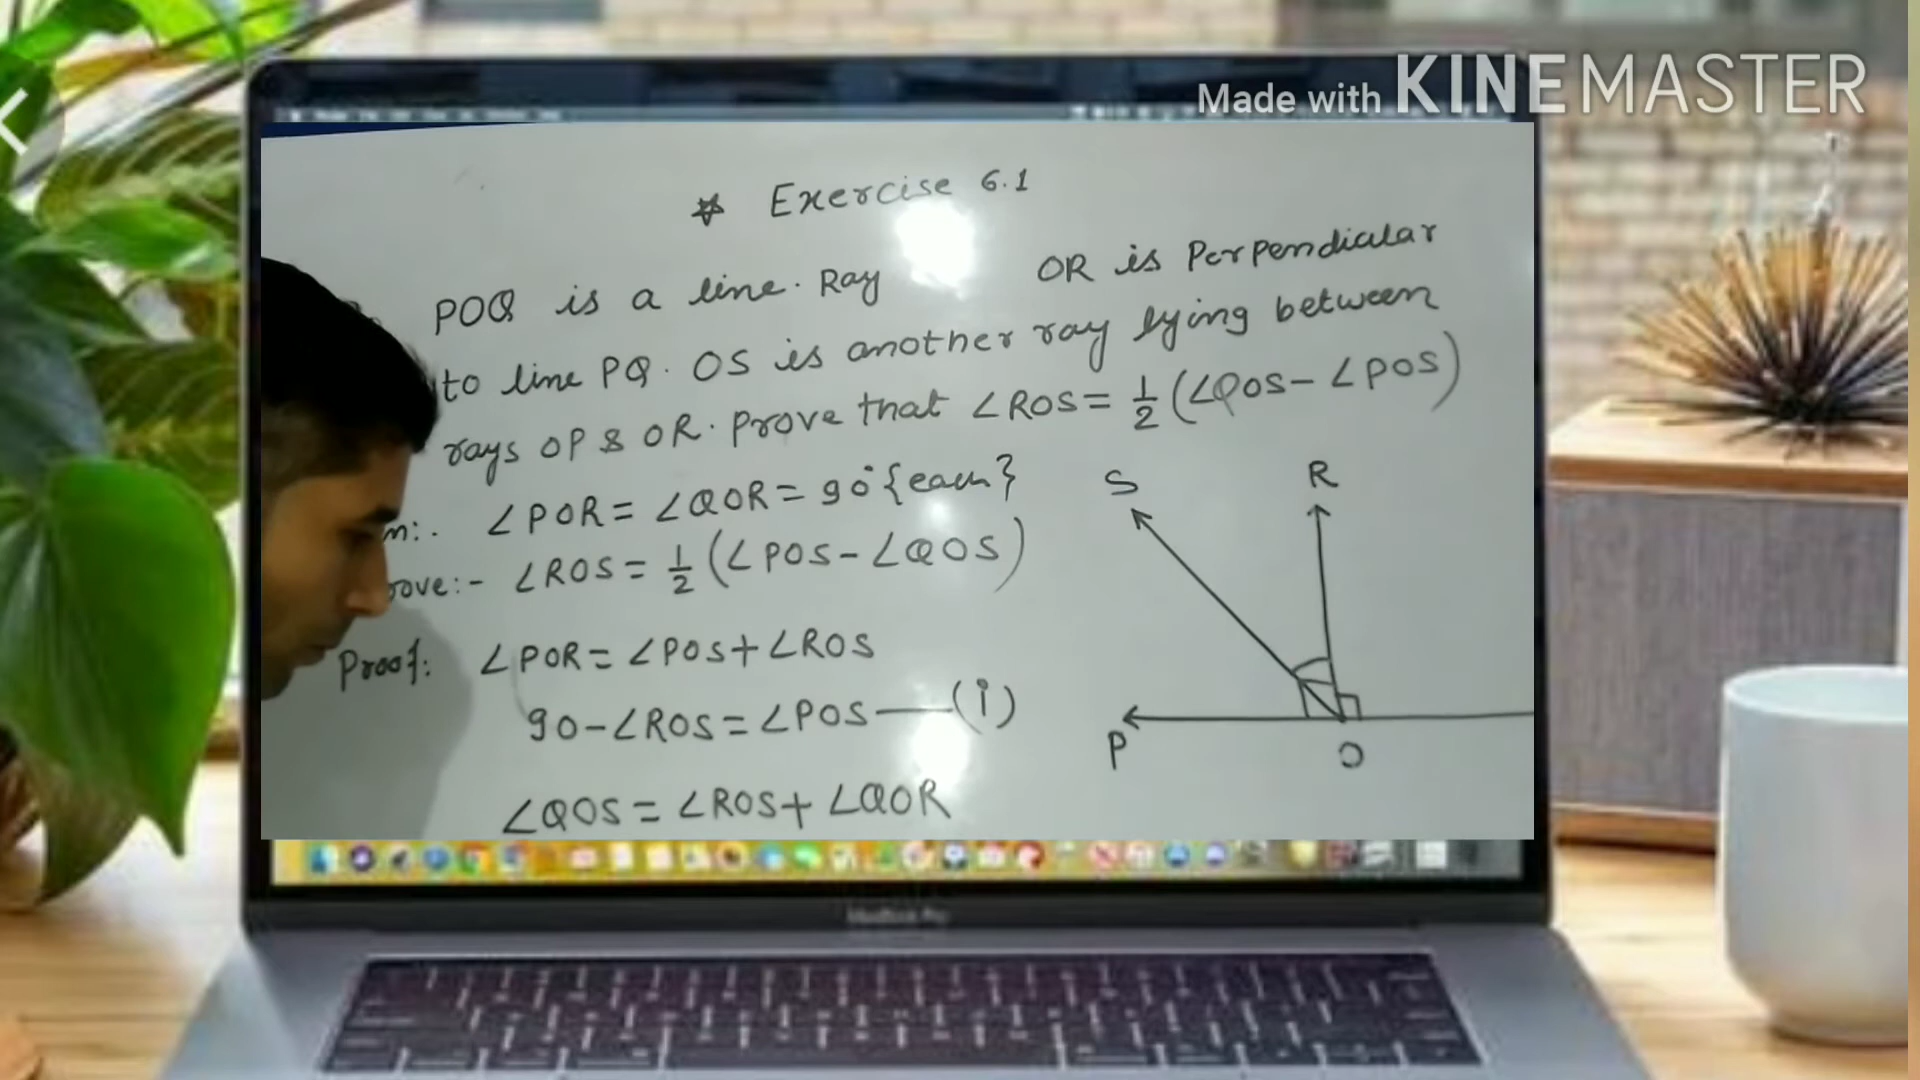 Made with KINEMASTER
* Exercise 6.1
POQ is a line. Ray OR is Perpendicular
to line PQ. OS is another ray lying between
rays OP & OR. Prove that ∠ROS = 1/2 (∠QOS - ∠POS)
∠POR = ∠QOR = 90° {each}
∠ROS = 1/2 (∠POS - ∠QOS)
Proof: ∠POR = ∠POS + ∠ROS
90 - ∠ROS = ∠POS — (i)
∠QOS = ∠ROS + ∠QOR
S
R
P
O
MacBook Pro